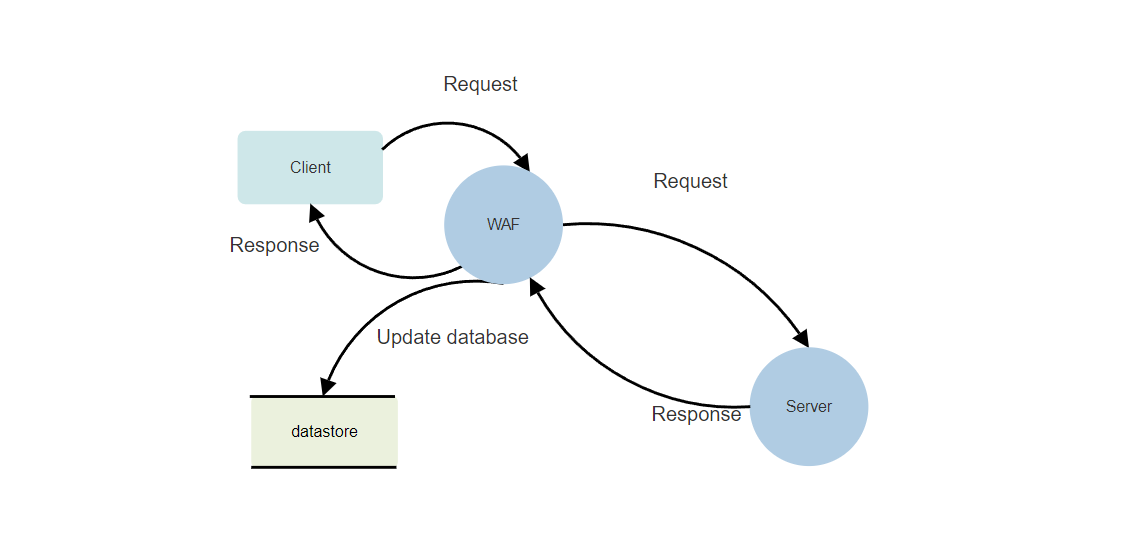 Request
Client
Request
WAF
Response
Update database
Server
Response
datastore